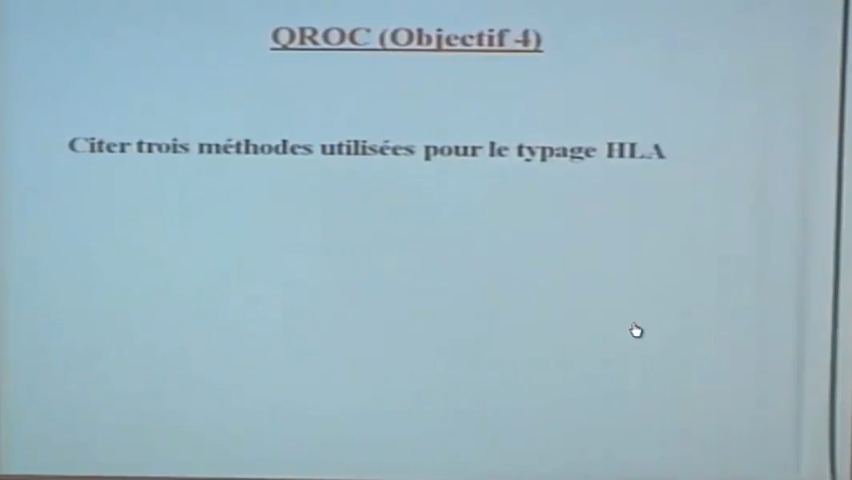 QROC (Objectif 4)
Citer trois méthodes utilisées pour le typage HLA